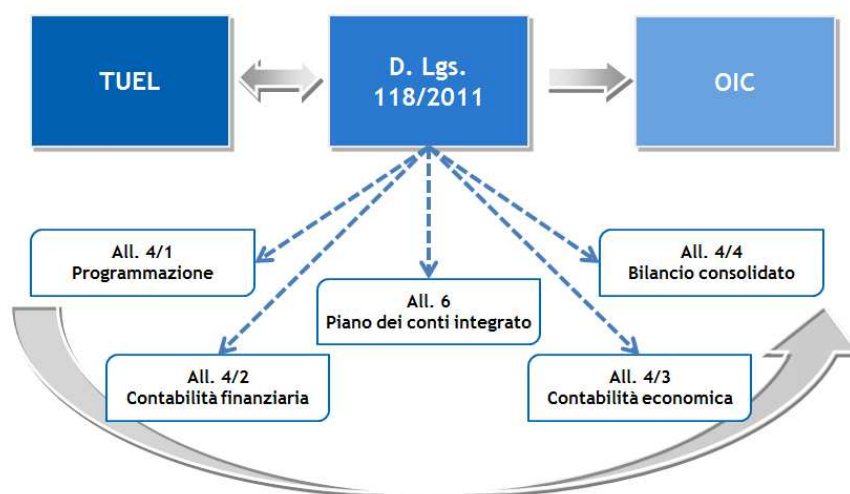 TUEL
D. Lgs.
118/2011
OIC
All. 4/1
Programmazione
All. 4/4
Bilancio consolidato
All. 6
Piano dei conti integrato
All. 4/2
Contabilità finanziaria
All. 4/3
Contabilità economica